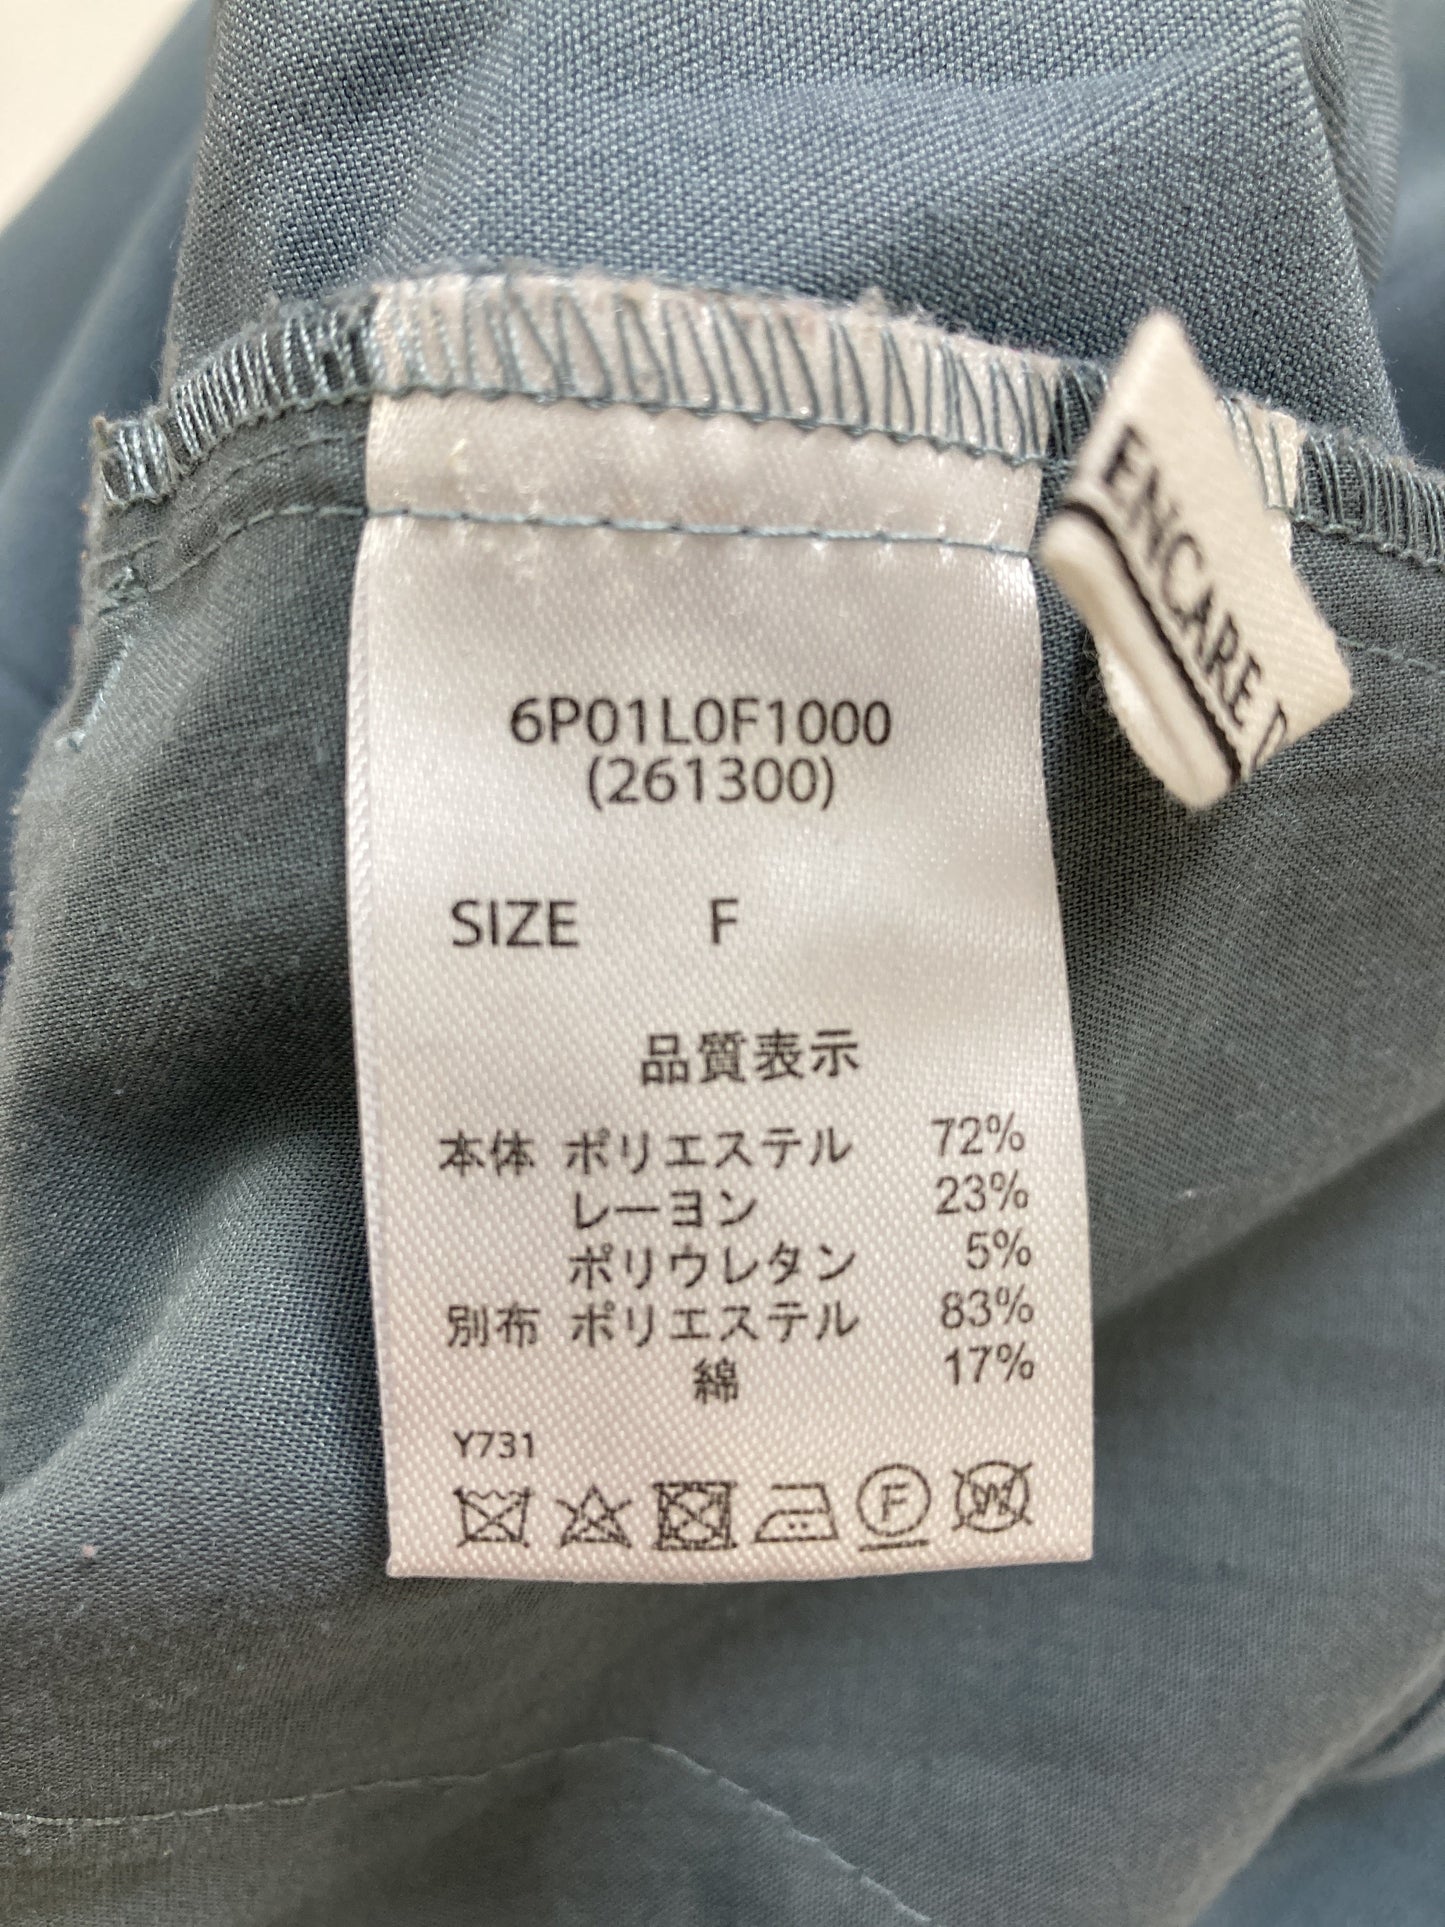 6P01L0F1000
(261300)
SIZE F
品質表示
本体 ポリエステル 72%
レーヨン 23%
ポリウレタン 5%
別布 ポリエステル 83%
綿 17%
Y731
F
W
ENCARE